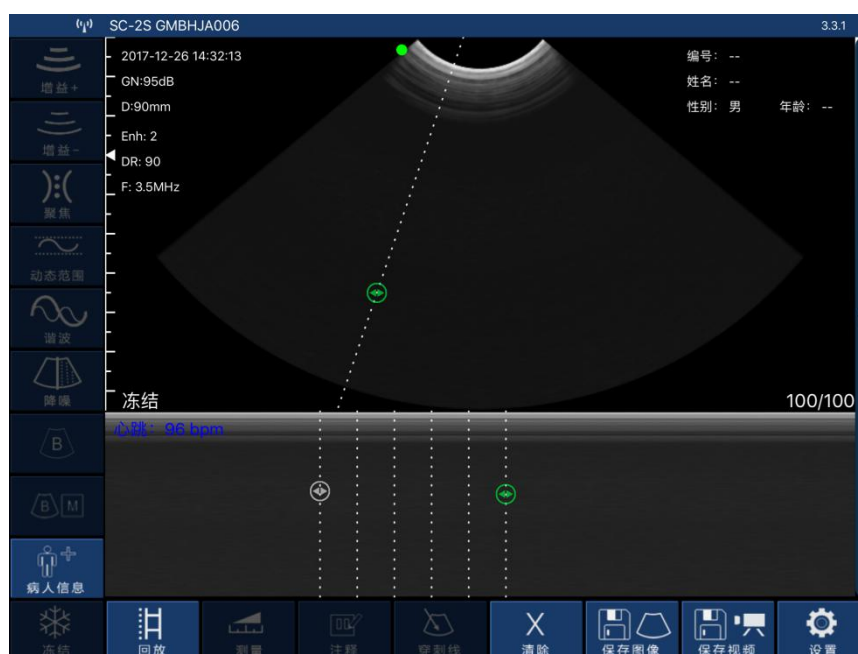 SC-2S GMBHJA006 3.3.1
2017-12-26 14:32:13
GN:95dB
D:90mm
Enh: 2
DR: 90
F: 3.5MHz
编号: --
姓名: --
性别: 男 年龄: --
增益+
增益-
聚焦
动态范围
谐波
降噪
B
B M
病人信息
冻结 100/100
心跳: 96 bpm
冻结
回放
测量
注释
穿刺线
清除
保存图像
保存视频
设置